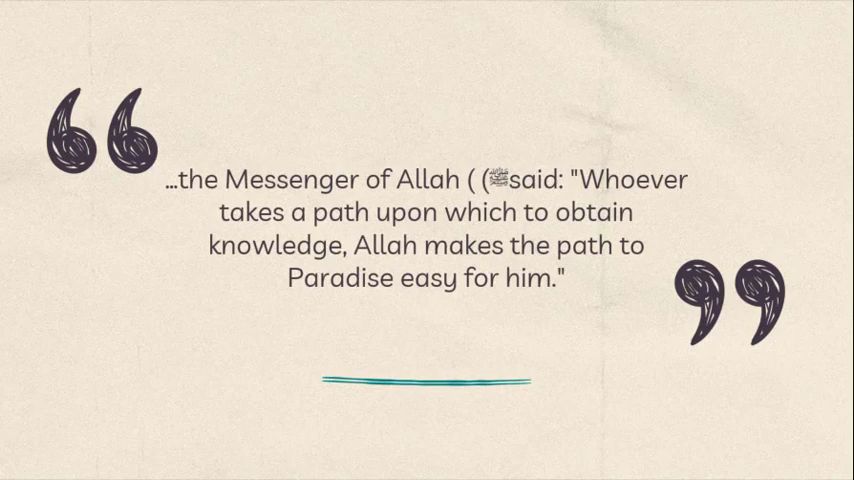 …the Messenger of Allah ( (ﷺsaid: "Whoever
takes a path upon which to obtain
knowledge, Allah makes the path to
Paradise easy for him."